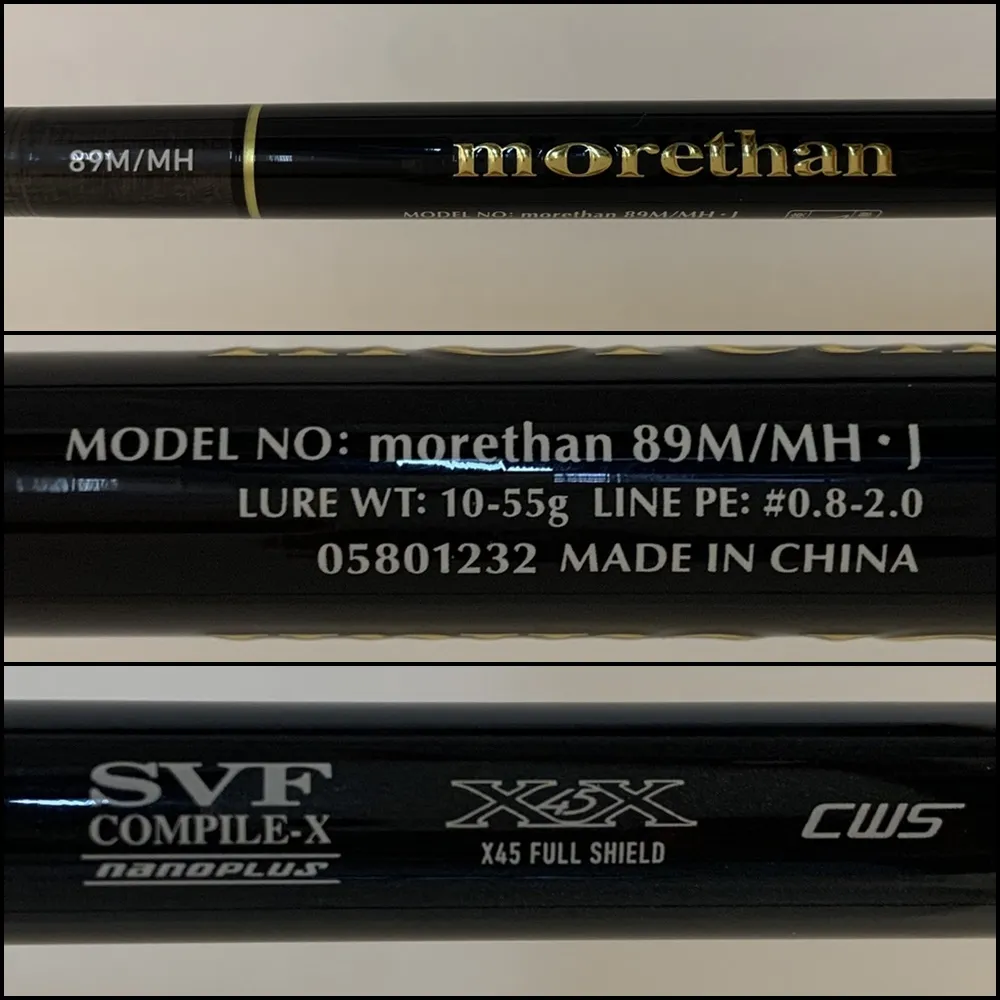 89M/MH
morethan
MODEL NO: morethan 89M/MH・J
MODEL NO: morethan 89M/MH・J
LURE WT: 10-55g LINE PE: #0.8-2.0
05801232 MADE IN CHINA
SVF
COMPILE-X
nanoplus
X45X
X45 FULL SHIELD
CWS